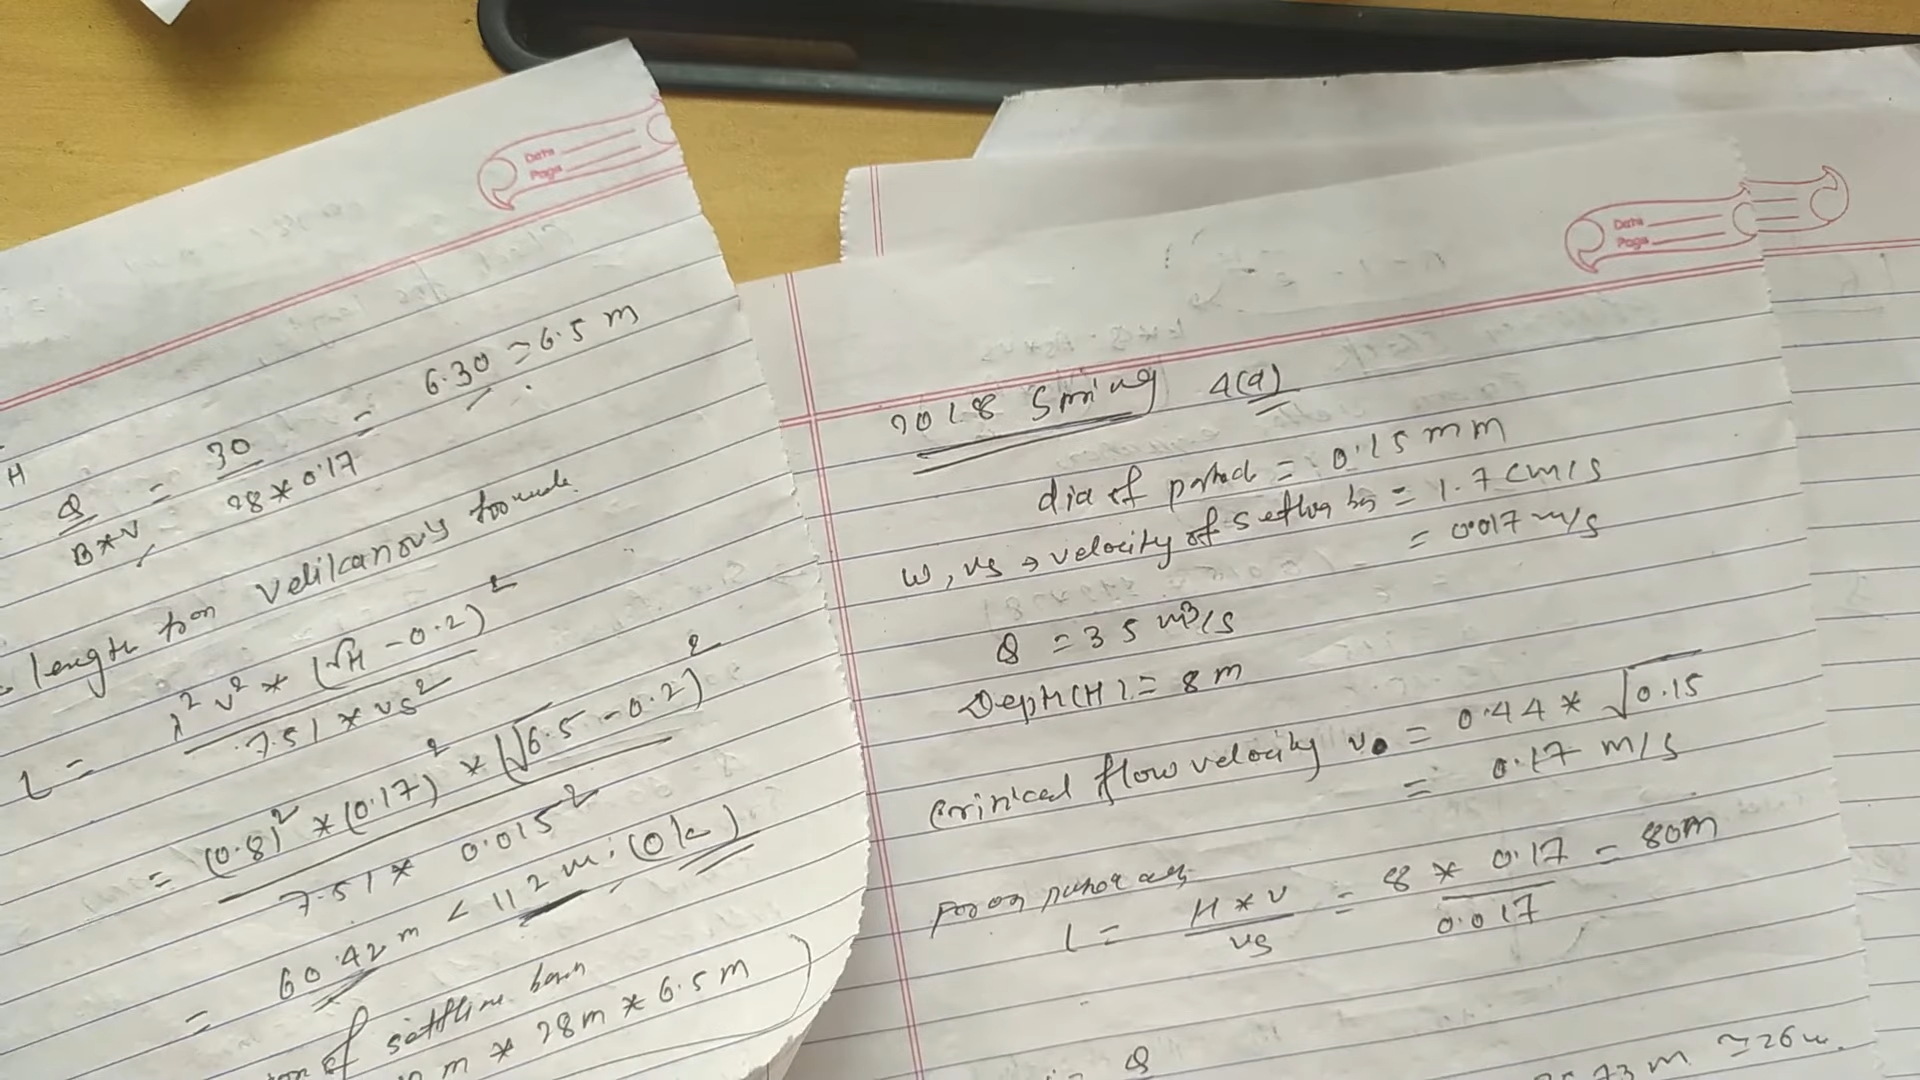 Date
Page
H
Q / B*V = 30 / 28*0.17 = 6.30 ≃ 6.5 m
length from Velikanov's formula
L = λ² v² * (√H - 0.2)² / 7.51 * vs²
= (0.8)² * (0.17)² * (√6.5 - 0.2)² / 7.51 * 0.015²
= 60.42 m < 112 m. (Ok)
of settling basin
m * 28m * 6.5 m)
Date
Page
2018 Spring 4(a)
dia of = 0.15 mm
w, vs → velocity of settling = 1.7 cm/s
= 0.017 m/s
Q = 35 m³/s
Depth(H) = 8 m
critical flow velocity v = 0.44 * √0.15
= 0.17 m/s
L = H * v / vs = 8 * 0.17 / 0.017 = 80m
Q
73 m ≃ 26 m.